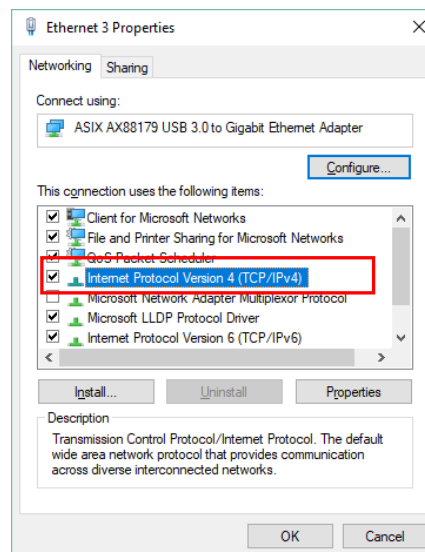 Ethernet 3 Properties
Networking
Sharing
Connect using:
ASIX AX88179 USB 3.0 to Gigabit Ethernet Adapter
Configure...
This connection uses the following items:
Client for Microsoft Networks
File and Printer Sharing for Microsoft Networks
QoS Packet Scheduler
Internet Protocol Version 4 (TCP/IPv4)
Microsoft Network Adapter Multiplexor Protocol
Microsoft LLDP Protocol Driver
Internet Protocol Version 6 (TCP/IPv6)
Install...
Uninstall
Properties
Description
Transmission Control Protocol/Internet Protocol. The default
wide area network protocol that provides communication
across diverse interconnected networks.
OK
Cancel